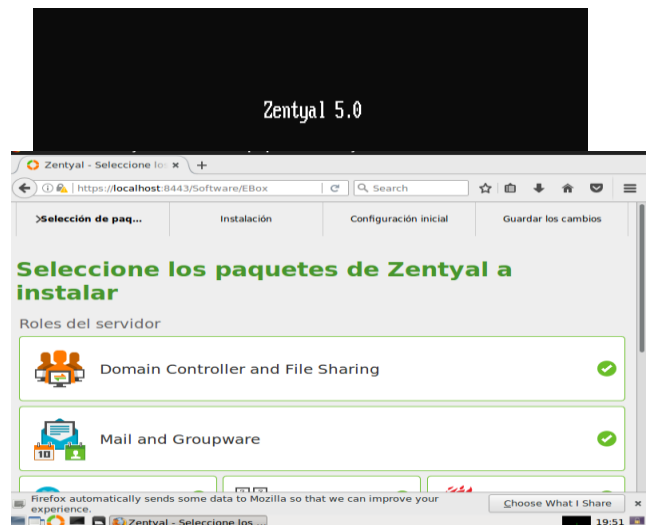 Zentyal 5.0
Zentyal - Seleccione los
https://localhost:8443/Software/EBox
Search
Selección de paq...
Instalación
Configuración inicial
Guardar los cambios
Seleccione los paquetes de Zentyal a
instalar
Roles del servidor
Domain Controller and File Sharing
Mail and Groupware
10
Firefox automatically sends some data to Mozilla so that we can improve your
experience.
Choose What I Share
Zentyal - Seleccione los ...
19:51